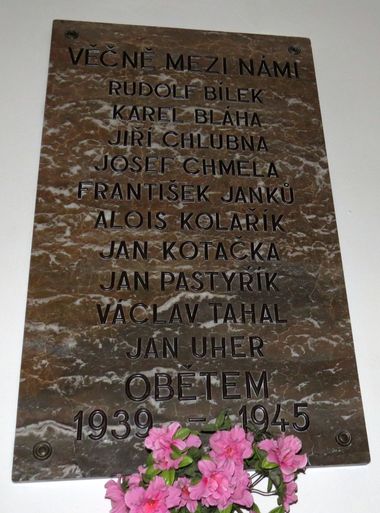 VĚČNĚ MEZI NÁMI
RUDOLF BÍLEK
KAREL BLÁHA
JIŘÍ CHLUBNA
JOSEF CHMELA
FRANTIŠEK JANKŮ
ALOIS KOLAŘÍK
JAN KOTAČKA
JAN PASTYŘÍK
VÁCLAV TAHAL
JAN UHER
OBĚTEM
1939 – 1945